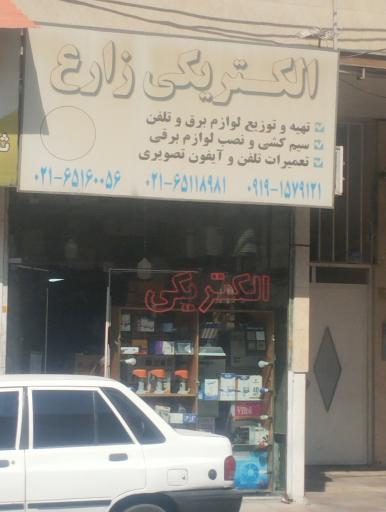 الکتریکی زارع
تهیه و توزیع لوازم برق و تلفن
سیم کشی و نصب لوازم برقی
تعمیرات تلفن و آیفون تصویری
۰۹۱۹-۱۵۷۹۱۲۱ ۰۲۱-۶۵۱۱۸۹۸۱ ۰۲۱-۶۵۱۶۰۰۵۶
الکتریکی